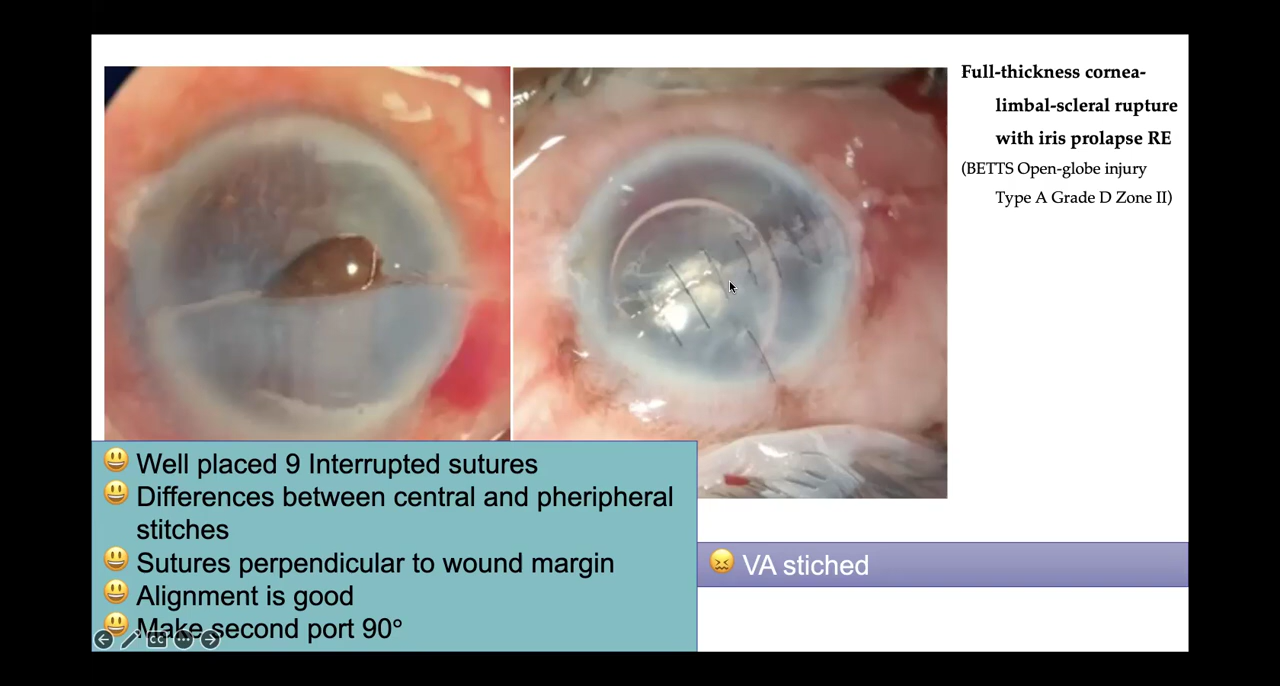 Full-thickness cornea-
limbal-scleral rupture
with iris prolapse RE
(BETTS Open-globe injury
Type A Grade D Zone II)
😃 Well placed 9 Interrupted sutures
😃 Differences between central and pheripheral
stitches
😃 Sutures perpendicular to wound margin
😃 Alignment is good
😃 Make second port 90°
CC
😖 VA stiched